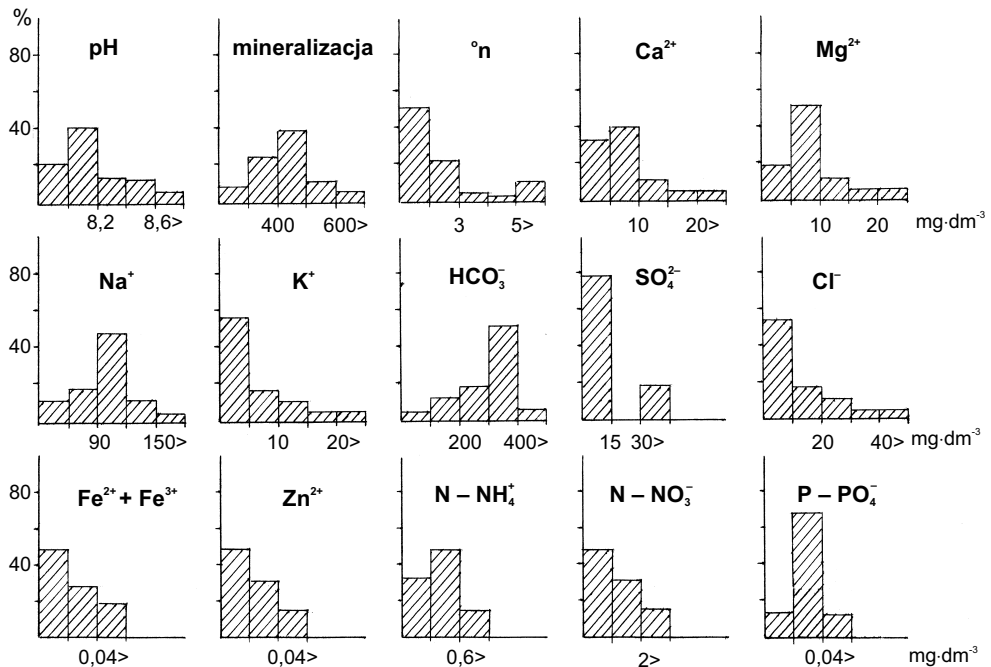 %
80
40
pH
mineralizacja
°n
Ca²⁺
Mg²⁺
8,2 8,6>
400 600>
3 5>
10 20>
10 20 mg·dm⁻³
80
40
Na⁺
K⁺
HCO₃⁻
SO₄²⁻
Cl⁻
90 150>
10 20>
200 400>
15 30>
20 40> mg·dm⁻³
80
40
Fe²⁺ + Fe³⁺
Zn²⁺
N – NH₄⁺
N – NO₃⁻
P – PO₄⁻
0,04>
0,04>
0,6>
2>
0,04> mg·dm⁻³